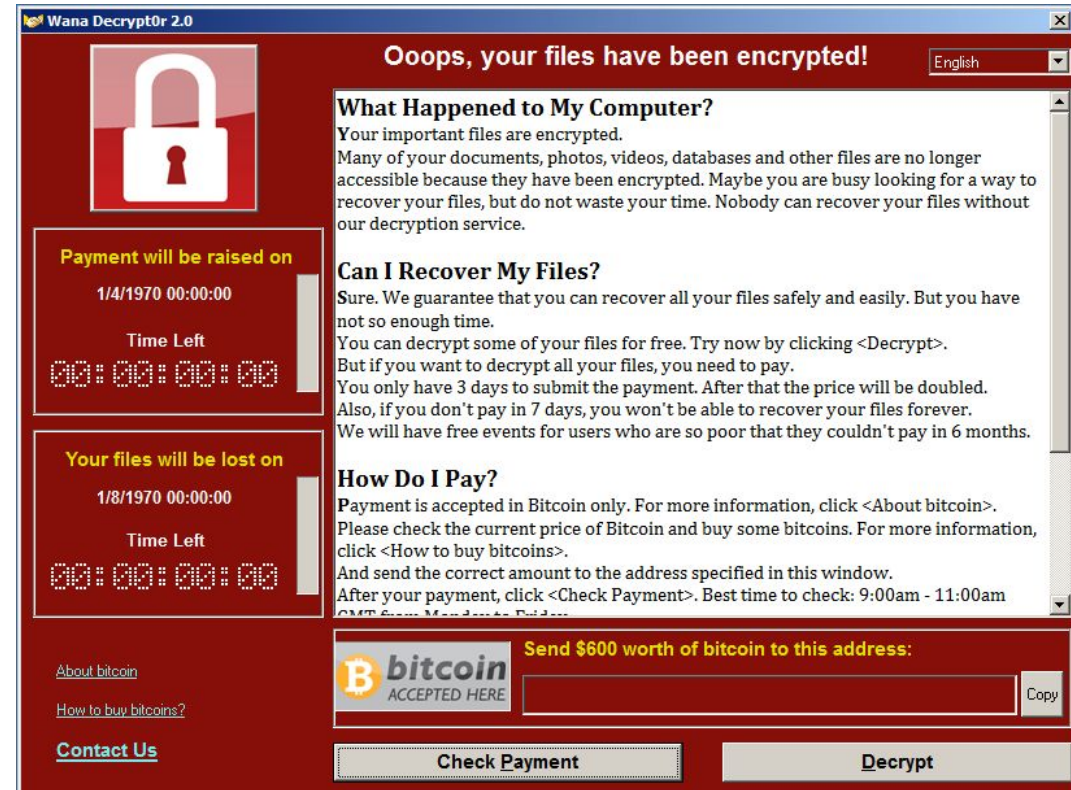 Wana Decrypt0r 2.0
Ooops, your files have been encrypted!
English
What Happened to My Computer?
Your important files are encrypted.
Many of your documents, photos, videos, databases and other files are no longer
accessible because they have been encrypted. Maybe you are busy looking for a way to
recover your files, but do not waste your time. Nobody can recover your files without
our decryption service.
Can I Recover My Files?
Sure. We guarantee that you can recover all your files safely and easily. But you have
not so enough time.
You can decrypt some of your files for free. Try now by clicking <Decrypt>.
But if you want to decrypt all your files, you need to pay.
You only have 3 days to submit the payment. After that the price will be doubled.
Also, if you don't pay in 7 days, you won't be able to recover your files forever.
We will have free events for users who are so poor that they couldn't pay in 6 months.
How Do I Pay?
Payment is accepted in Bitcoin only. For more information, click <About bitcoin>.
Please check the current price of Bitcoin and buy some bitcoins. For more information,
click <How to buy bitcoins>.
And send the correct amount to the address specified in this window.
After your payment, click <Check Payment>. Best time to check: 9:00am - 11:00am
GMT from Monday to Friday
Payment will be raised on
1/4/1970 00:00:00
Time Left
00:00:00:00
Your files will be lost on
1/8/1970 00:00:00
Time Left
00:00:00:00
About bitcoin
How to buy bitcoins?
Contact Us
bitcoin
ACCEPTED HERE
Send $600 worth of bitcoin to this address:
Copy
Check Payment
Decrypt